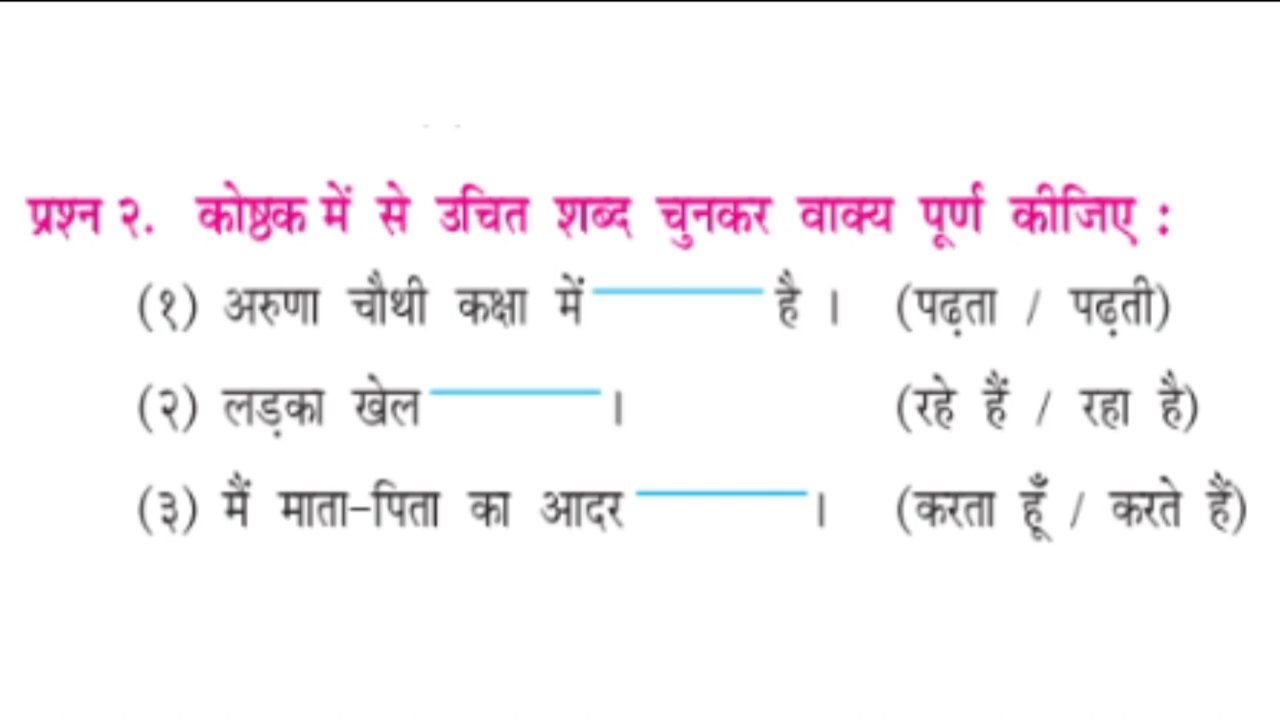 प्रश्न २. कोष्ठक में से उचित शब्द चुनकर वाक्य पूर्ण कीजिए :
(१) अरुणा चौथी कक्षा में ______ है । (पढ़ता / पढ़ती)
(२) लड़का खेल ______ । (रहे हैं / रहा है)
(३) मैं माता-पिता का आदर ______ । (करता हूँ / करते हैं)